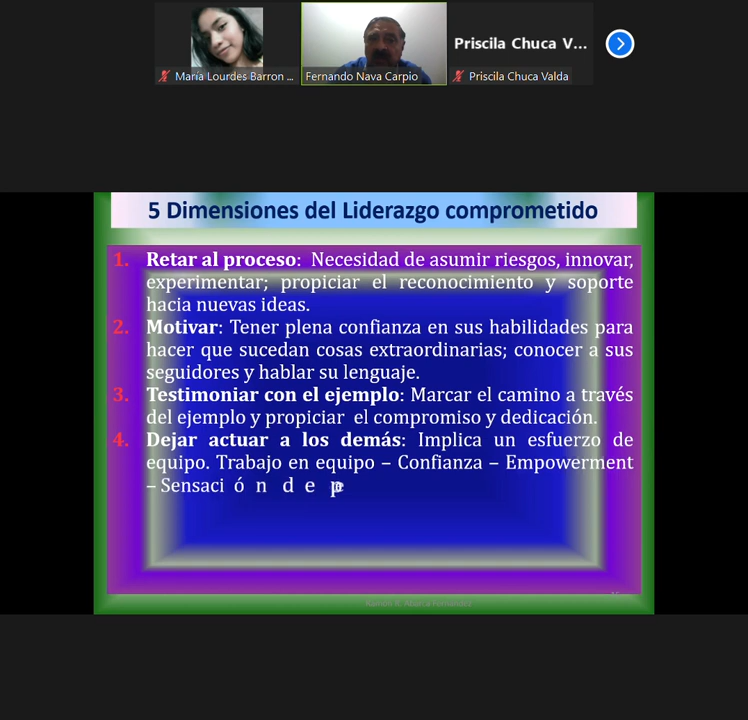 Priscila Chuca V...
María Lourdes Barron ...
Fernando Nava Carpio
Priscila Chuca Valda
5 Dimensiones del Liderazgo comprometido
1. Retar al proceso: Necesidad de asumir riesgos, innovar,
experimentar; propiciar el reconocimiento y soporte
hacia nuevas ideas.
2. Motivar: Tener plena confianza en sus habilidades para
hacer que sucedan cosas extraordinarias; conocer a sus
seguidores y hablar su lenguaje.
3. Testimoniar con el ejemplo: Marcar el camino a través
del ejemplo y propiciar el compromiso y dedicación.
4. Dejar actuar a los demás: Implica un esfuerzo de
equipo. Trabajo en equipo – Confianza – Empowerment
– Sensación de